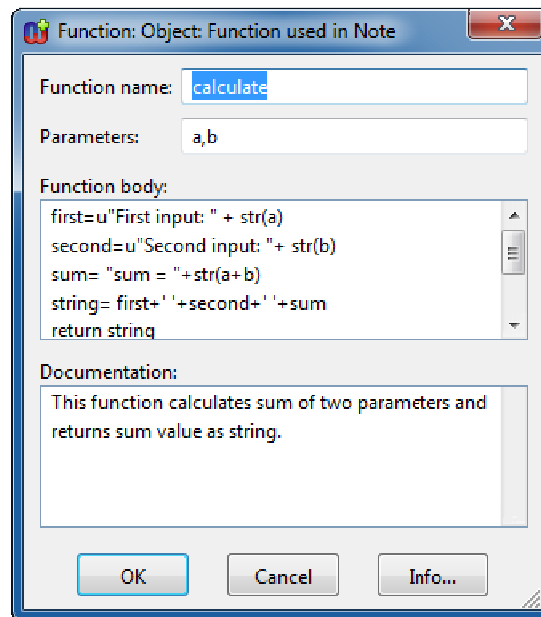 Function: Object: Function used in Note
Function name: calculate
Parameters: a,b
Function body:
first=u"First input: " + str(a)
second=u"Second input: "+ str(b)
sum= "sum = "+str(a+b)
string= first+' '+second+' '+sum
return string
Documentation:
This function calculates sum of two parameters and
returns sum value as string.
OK Cancel Info...